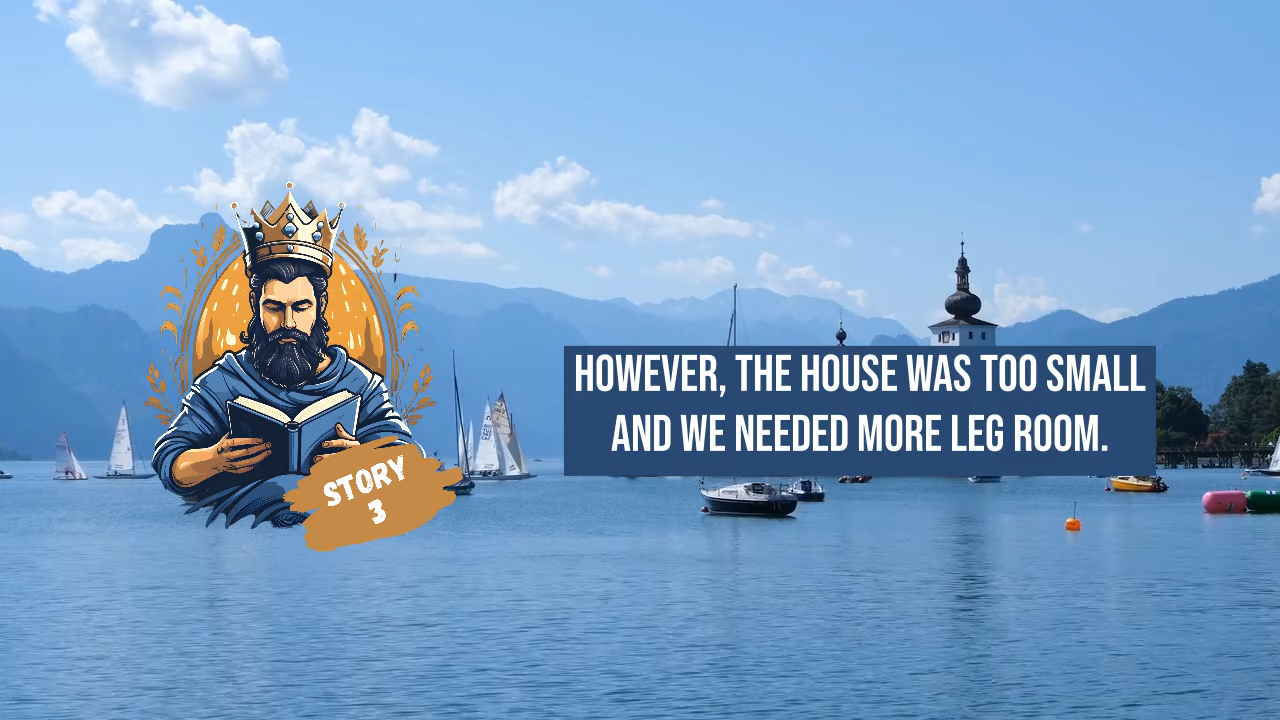 HOWEVER, THE HOUSE WAS TOO SMALL
AND WE NEEDED MORE LEG ROOM.
STORY
3